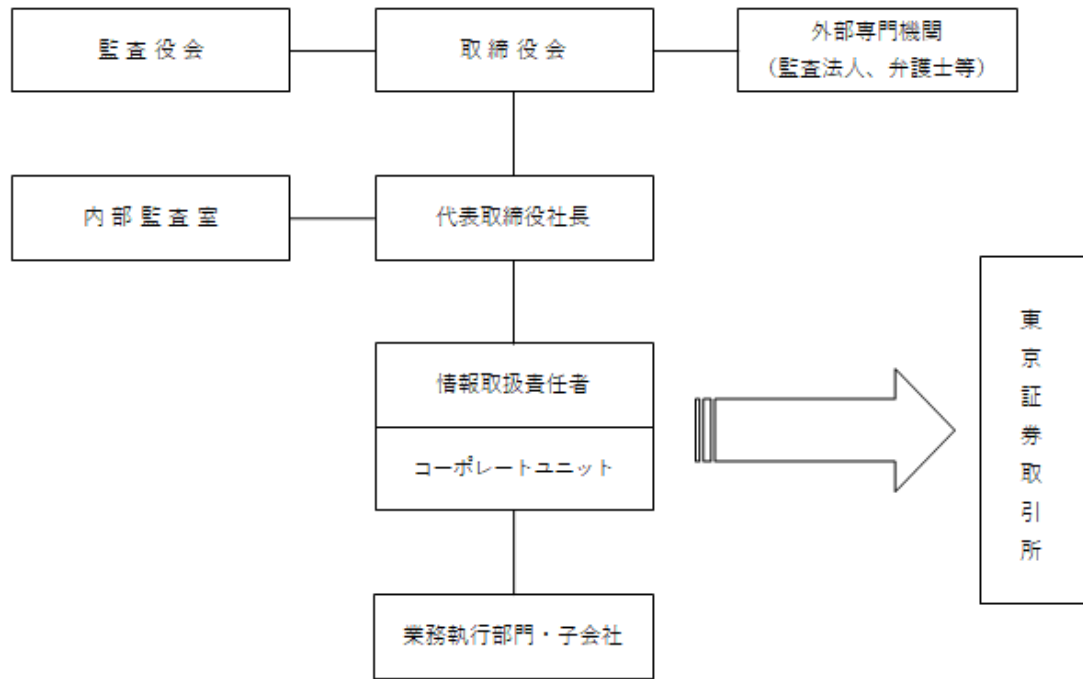 監査役会
取締役会
外部専門機関
（監査法人、弁護士等）
内部監査室
代表取締役社長
情報取扱責任者
コーポレートユニット
東京証券取引所
業務執行部門・子会社